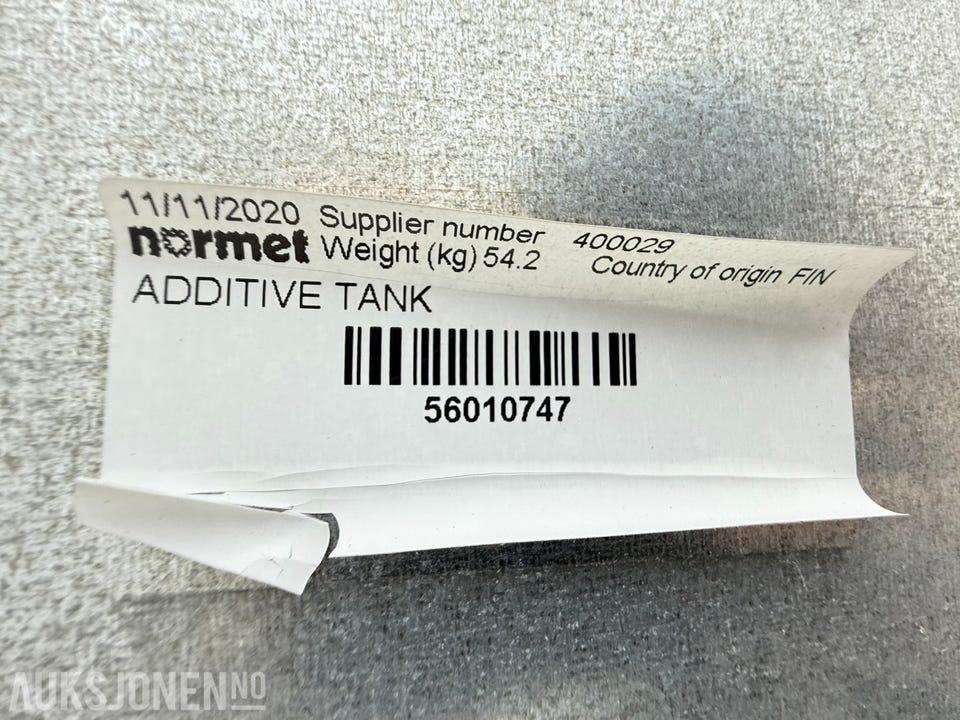 11/11/2020 Supplier number 400029
normet Weight (kg) 54.2 Country of origin FIN
ADDITIVE TANK
56010747
AUKSJONEN.NO